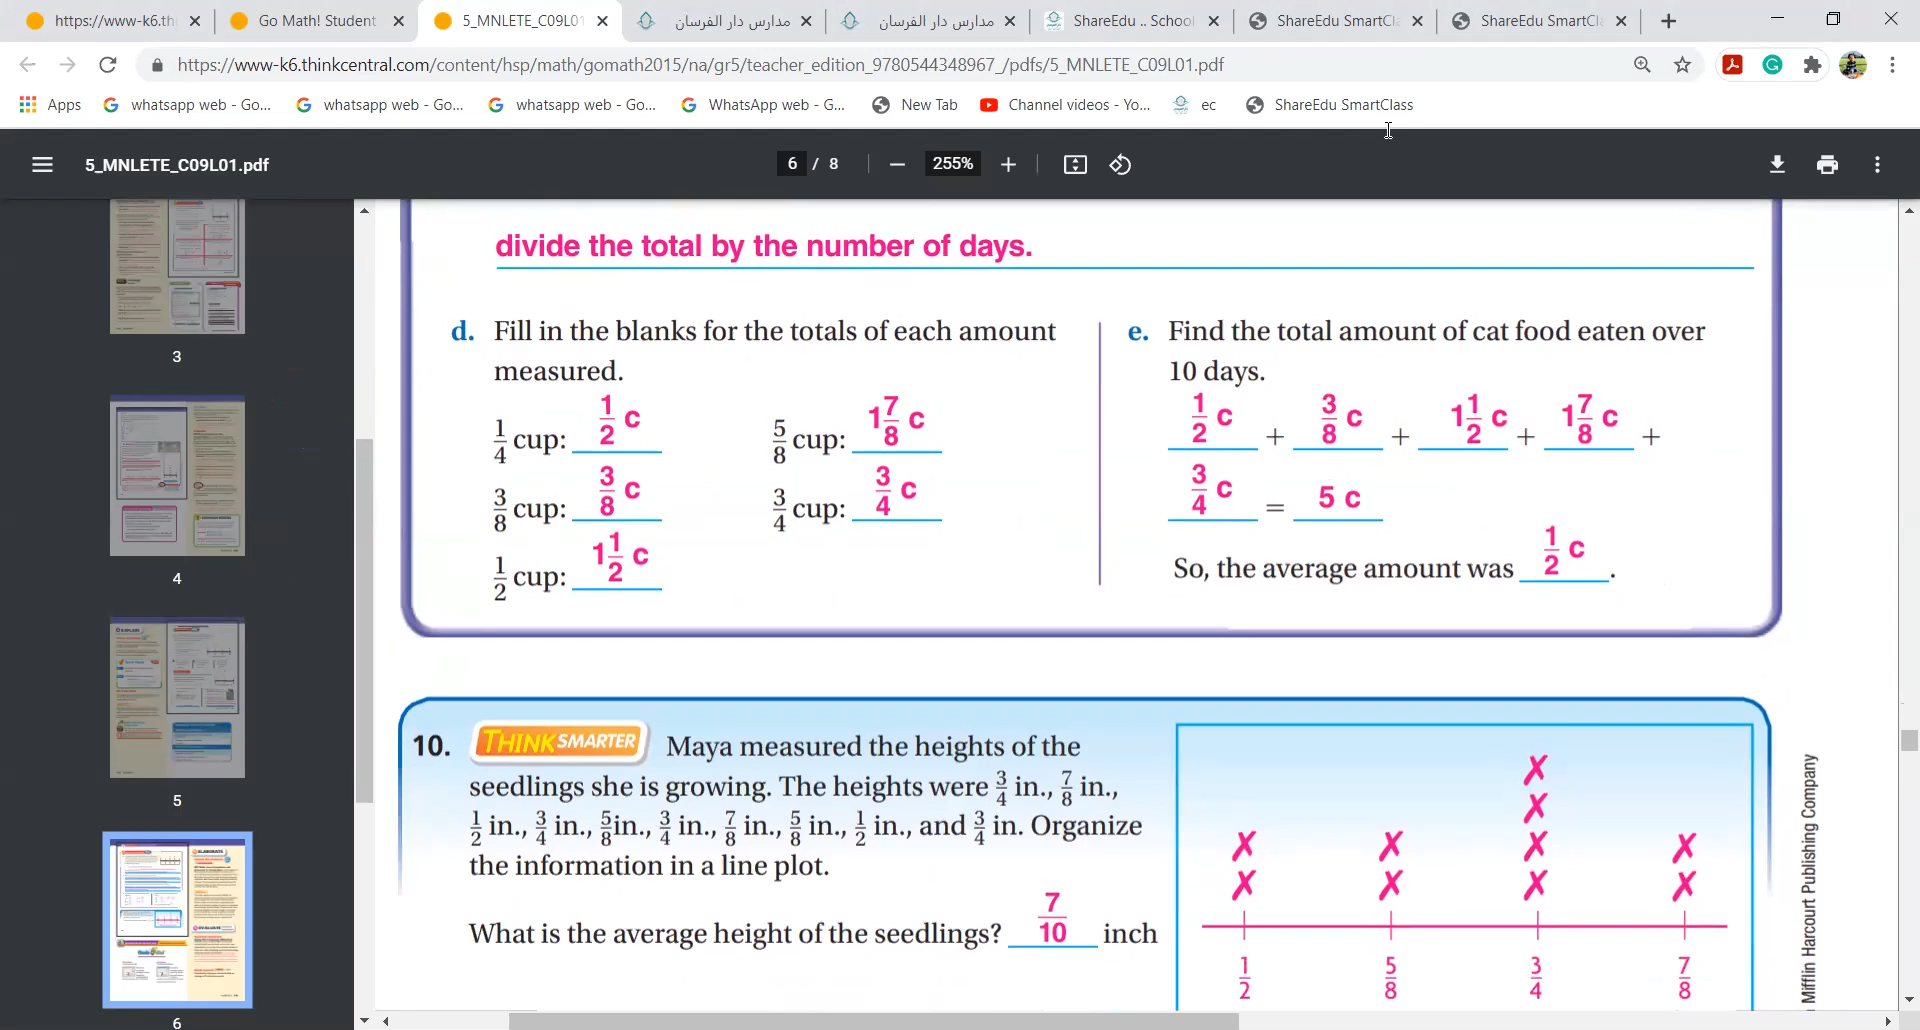 https://www-k6.thi
Go Math! Student
5_MNLETE_C09L01
مدارس دار الفرسان
مدارس دار الفرسان
ShareEdu .. School
ShareEdu SmartCla
ShareEdu SmartCla
https://www-k6.thinkcentral.com/content/hsp/math/gomath2015/na/gr5/teacher_edition_9780544348967_/pdfs/5_MNLETE_C09L01.pdf
Apps
whatsapp web - Go...
whatsapp web - Go...
whatsapp web - Go...
WhatsApp web - G...
New Tab
Channel videos - Yo...
ec
ShareEdu SmartClass
5_MNLETE_C09L01.pdf
6 / 8
255%
3
4
5
6
divide the total by the number of days.
d. Fill in the blanks for the totals of each amount
measured.
1/4 cup: 1/2 c
5/8 cup: 1 7/8 c
3/8 cup: 3/8 c
3/4 cup: 3/4 c
1/2 cup: 1 1/2 c
e. Find the total amount of cat food eaten over
10 days.
1/2 c + 3/8 c + 1 1/2 c + 1 7/8 c +
3/4 c = 5 c
So, the average amount was 1/2 c.
10. THINK SMARTER Maya measured the heights of the
seedlings she is growing. The heights were 3/4 in., 7/8 in.,
1/2 in., 3/4 in., 5/8 in., 3/4 in., 7/8 in., 5/8 in., 1/2 in., and 3/4 in. Organize
the information in a line plot.
What is the average height of the seedlings? 7/10 inch
1/2 5/8 3/4 7/8
Mifflin Harcourt Publishing Company